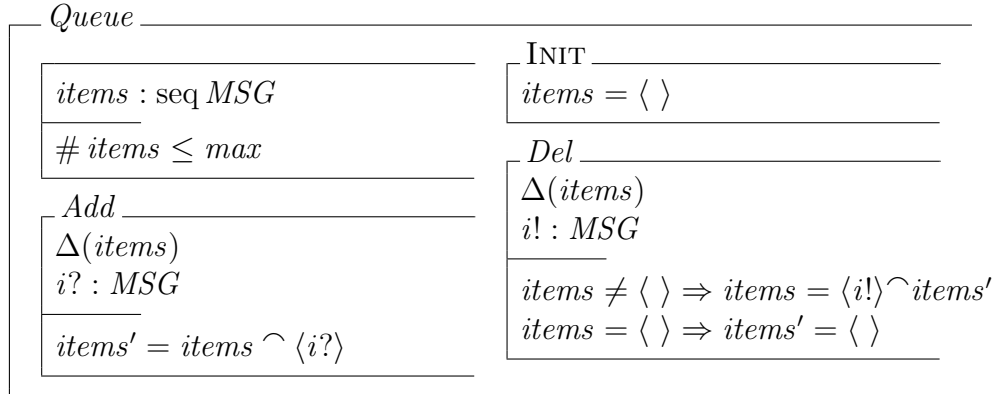 Queue
items : seq MSG
# items ≤ max
Add
Δ(items)
i? : MSG
items′ = items ⌢ ⟨i?⟩
INIT
items = ⟨ ⟩
Del
Δ(items)
i! : MSG
items ≠ ⟨ ⟩ ⇒ items = ⟨i!⟩⌢items′
items = ⟨ ⟩ ⇒ items′ = ⟨ ⟩